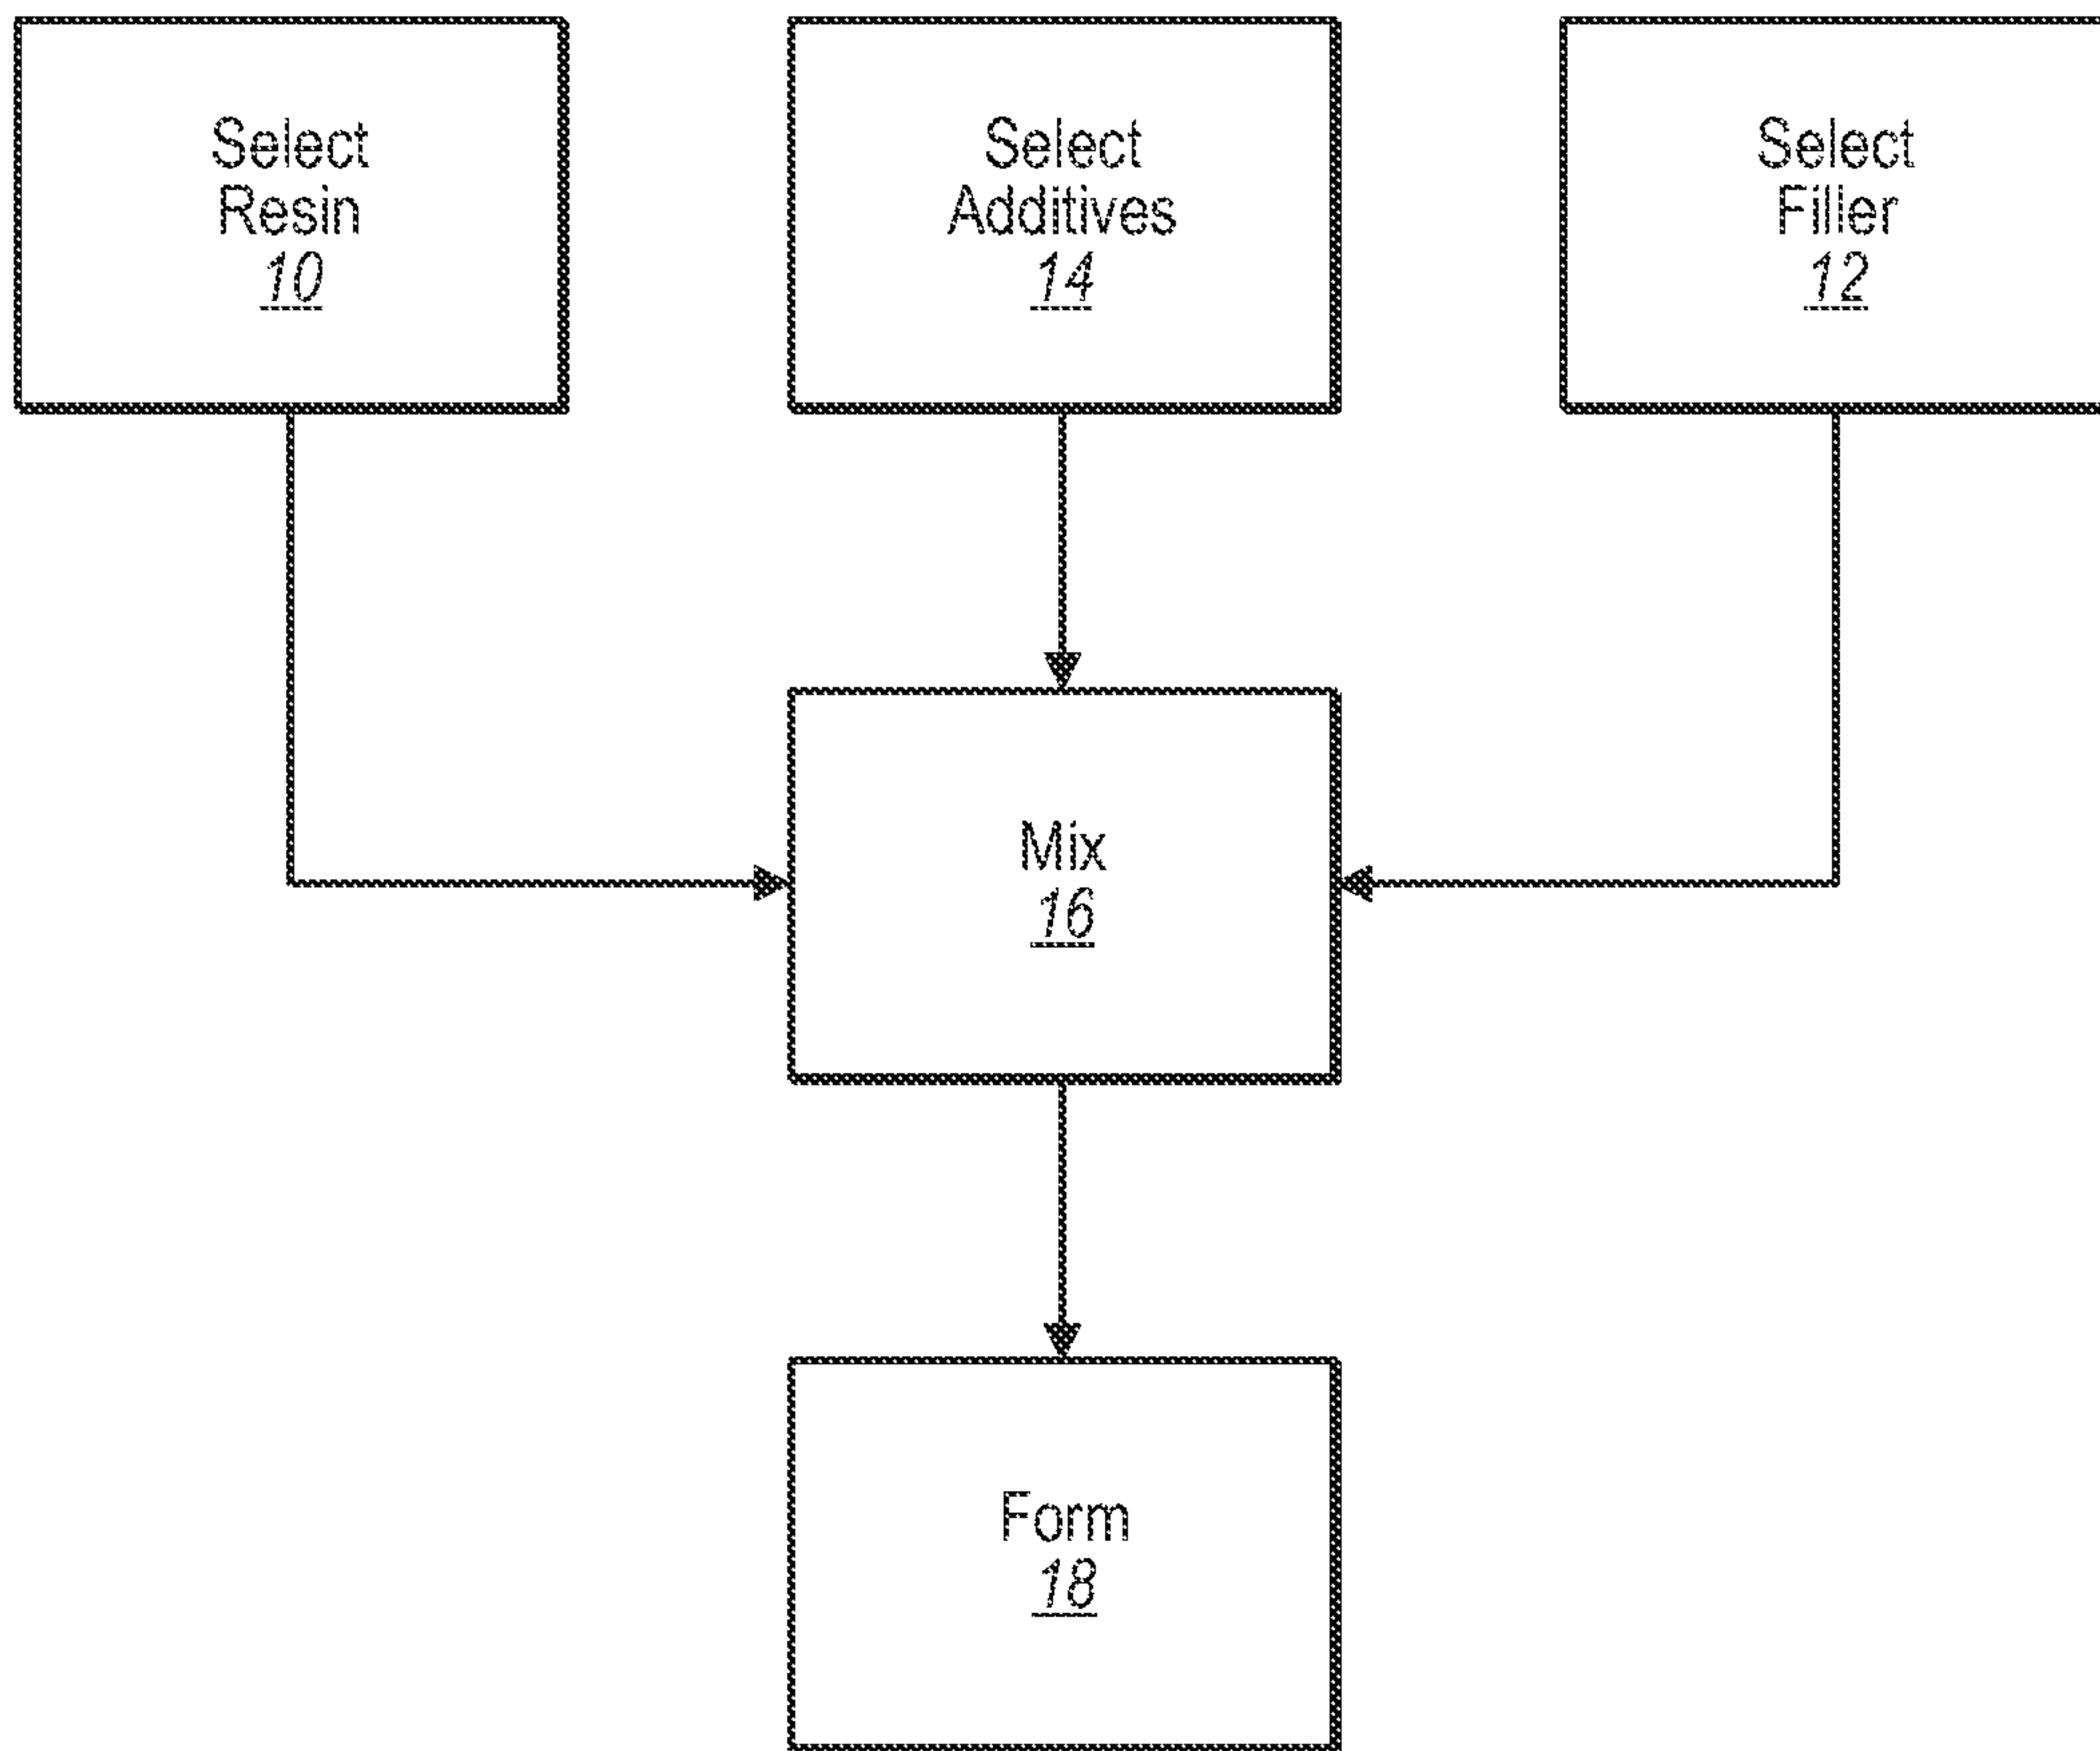 Select
Resin
10
Select
Additives
14
Select
Filler
12
Mix
16
Form
18